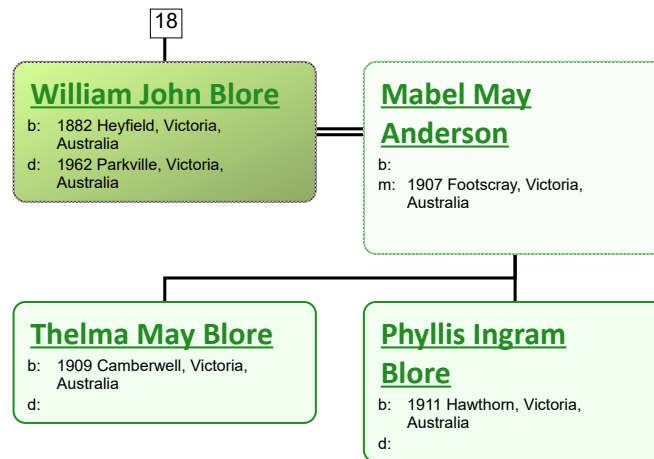 18
William John Blore
b: 1882 Heyfield, Victoria,
Australia
d: 1962 Parkville, Victoria,
Australia
Mabel May
Anderson
b:
m: 1907 Footscray, Victoria,
Australia
Thelma May Blore
b: 1909 Camberwell, Victoria,
Australia
d:
Phyllis Ingram
Blore
b: 1911 Hawthorn, Victoria,
Australia
d: